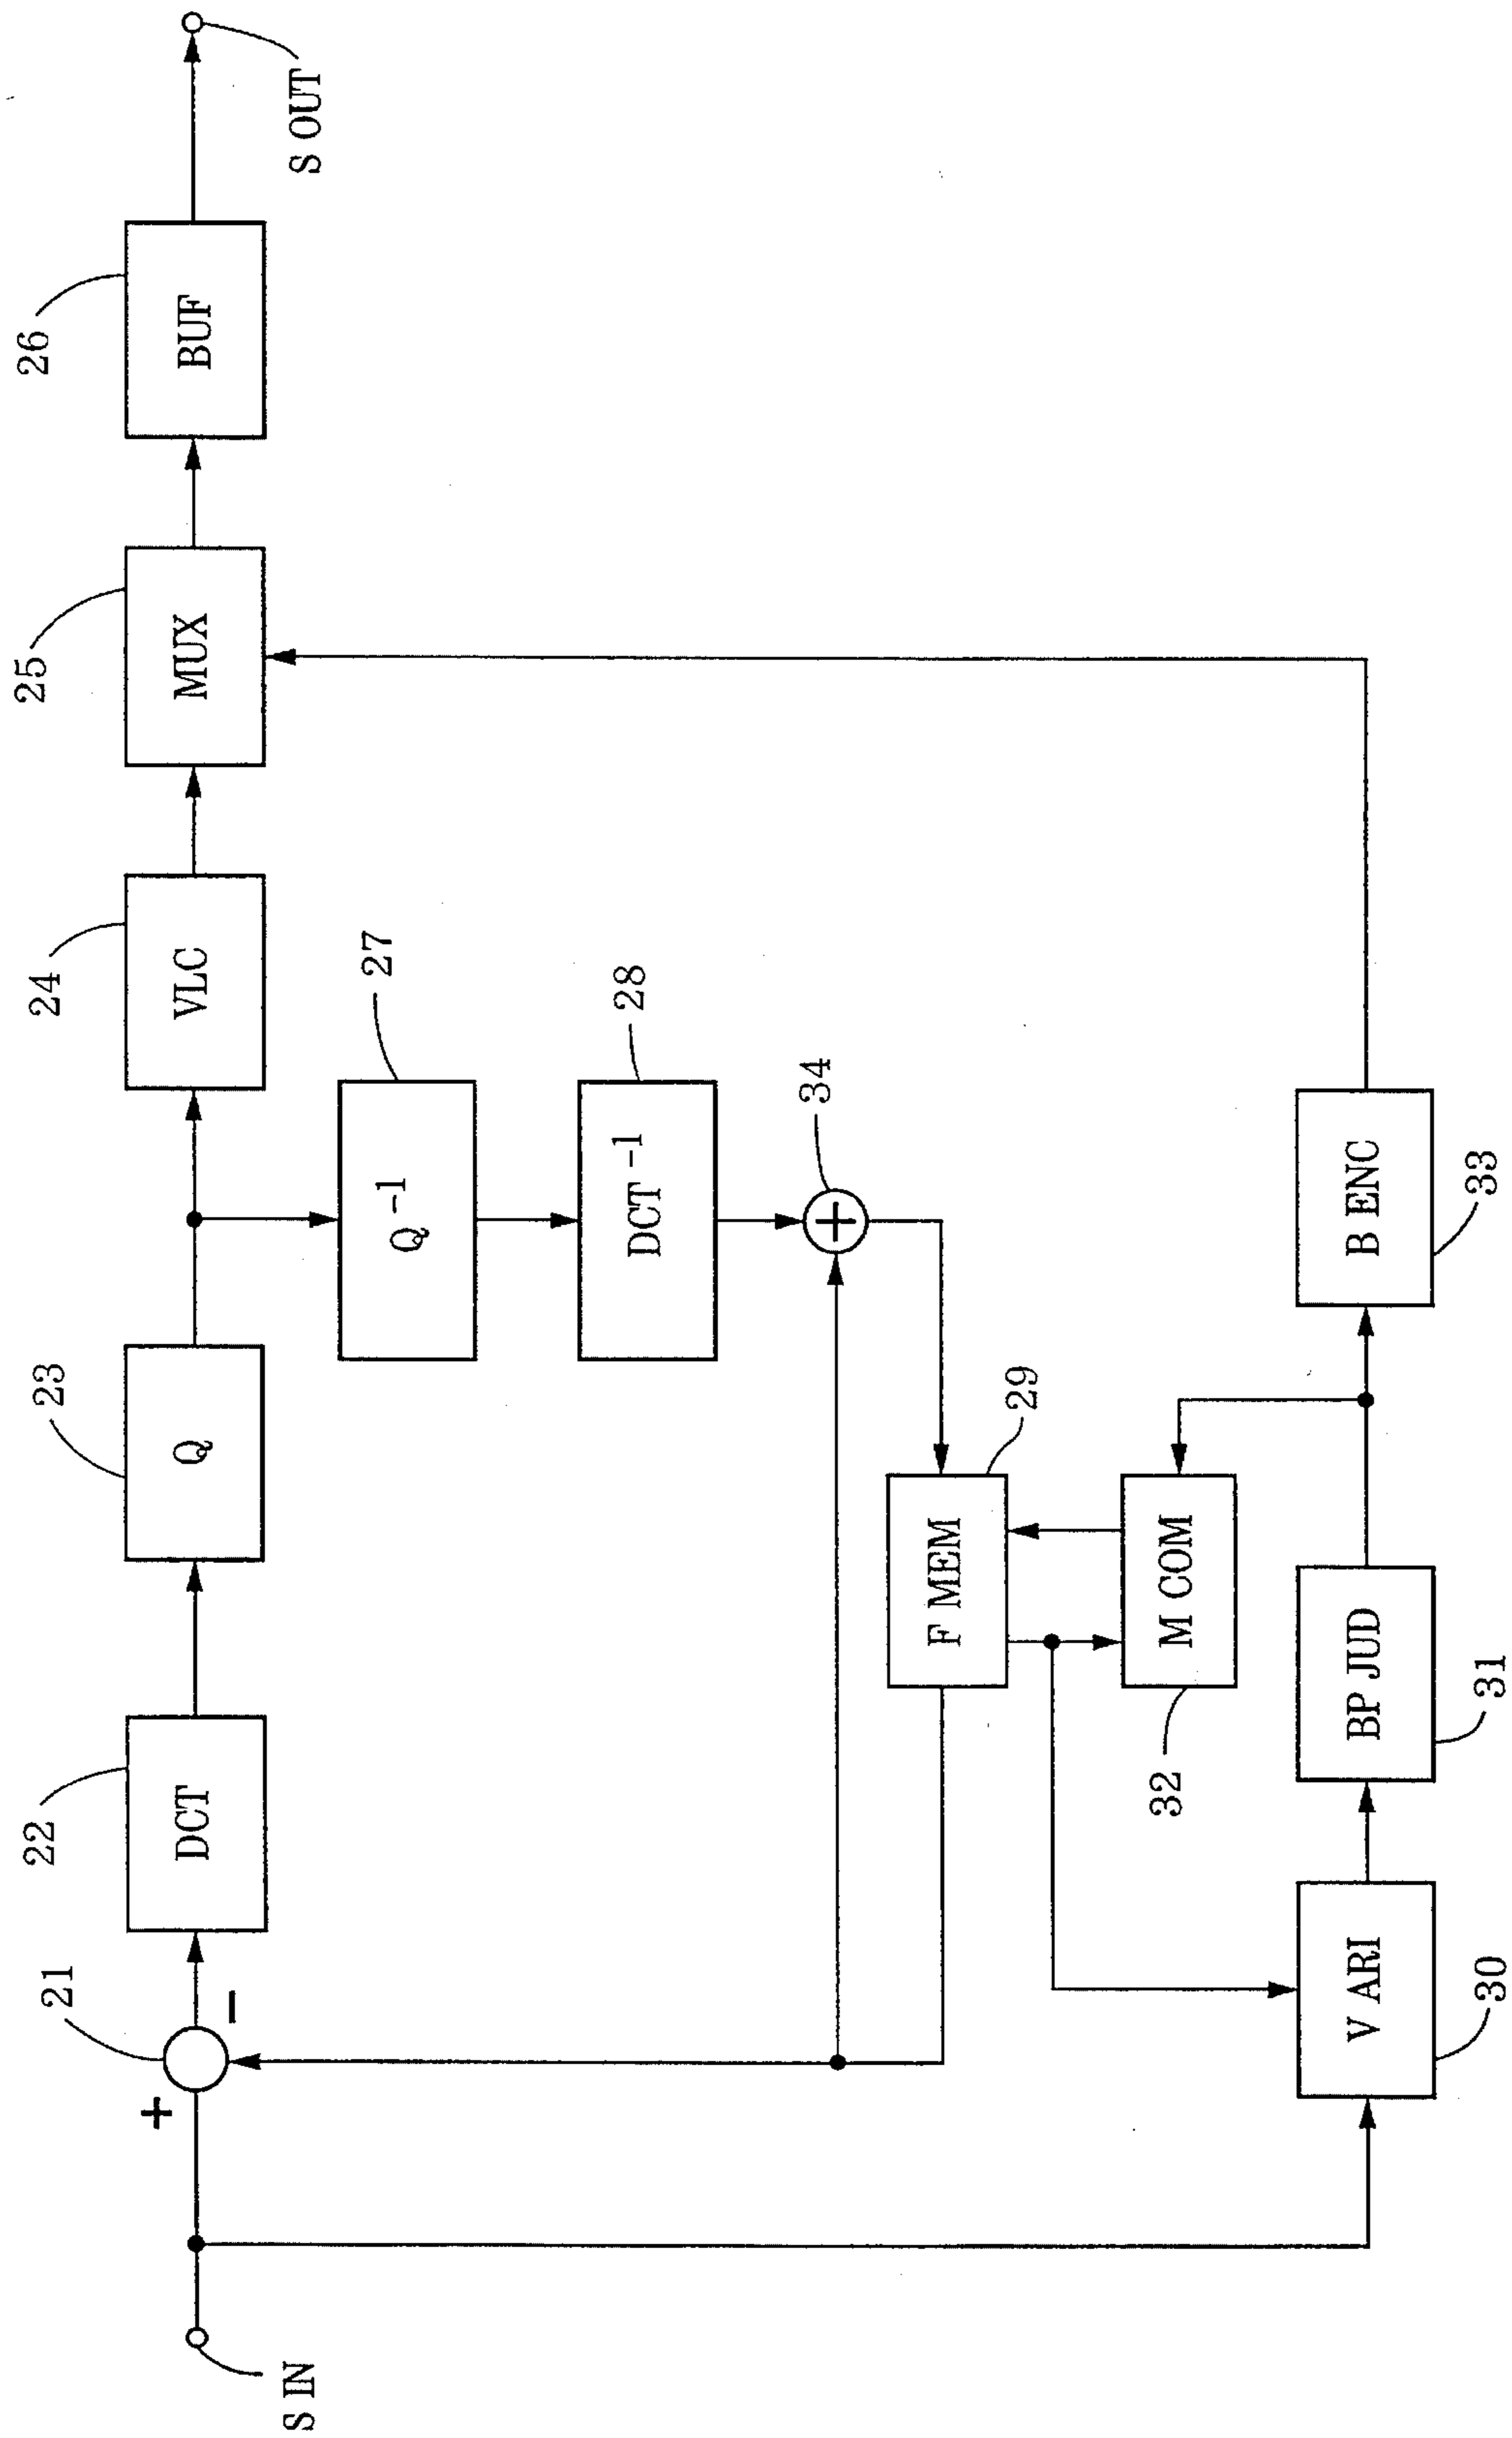 26
BUF
S OUT
25
MUX
24
VLC
27
Q⁻¹
28
DCT⁻¹
34
+
23
Q
29
F MEM
M COM
32
B ENC
33
22
DCT
BP JUD
31
21
−
+
V ARI
30
S IN